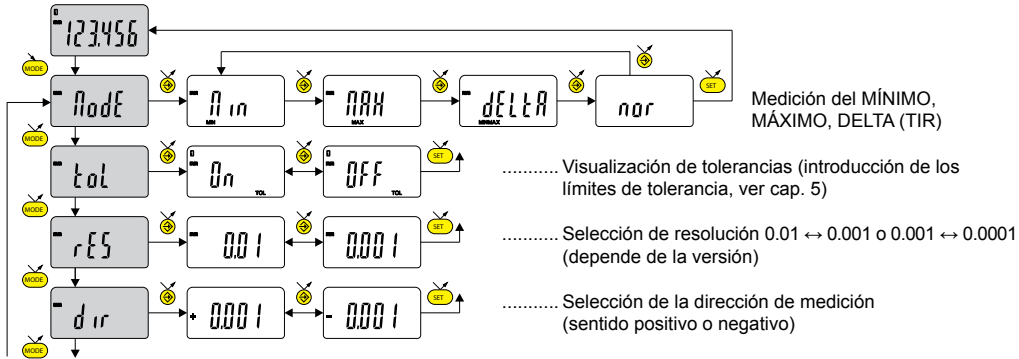 123.456
MODE
SET
ModE
Min
MIN
MAX
MAX
dELtA
MINMAX
nor
Medición del MÍNIMO,
MÁXIMO, DELTA (TIR)
MODE
toL
On
TOL
OFF
TOL
SET
........... Visualización de tolerancias (introducción de los
límites de tolerancia, ver cap. 5)
MODE
rES
0.01
0.001
SET
........... Selección de resolución 0.01 ↔ 0.001 o 0.001 ↔ 0.0001
(depende de la versión)
MODE
dir
+ 0.001
- 0.001
SET
........... Selección de la dirección de medición
(sentido positivo o negativo)
MODE